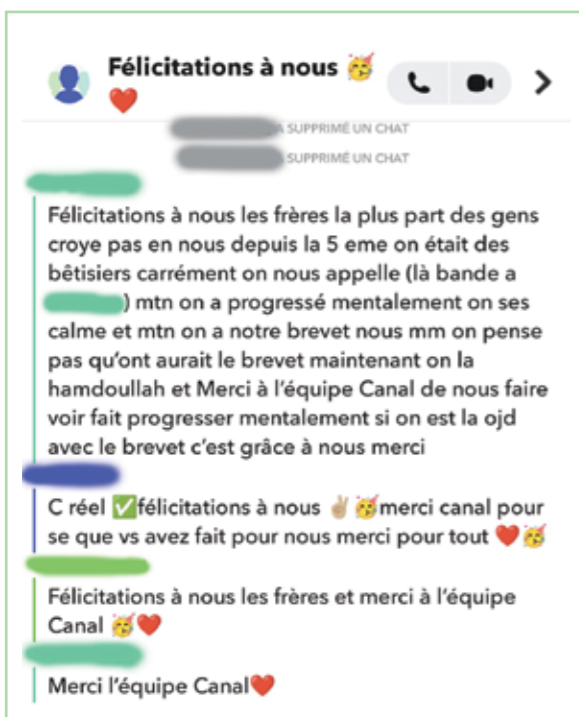 Félicitations à nous 🥳
❤️
A SUPPRIMÉ UN CHAT
SUPPRIMÉ UN CHAT
Félicitations à nous les frères la plus part des gens
croye pas en nous depuis la 5 eme on était des
bêtisiers carrément on nous appelle (là bande a
) mtn on a progressé mentalement on ses
calme et mtn on a notre brevet nous mm on pense
pas qu'ont aurait le brevet maintenant on la
hamdoullah et Merci à l'équipe Canal de nous faire
voir fait progresser mentalement si on est la ojd
avec le brevet c'est grâce à nous merci
C réel ✅félicitations à nous ✌🏼🥳merci canal pour
se que vs avez fait pour nous merci pour tout ❤️🥳
Félicitations à nous les frères et merci à l'équipe
Canal 🥳❤️
Merci l'équipe Canal❤️